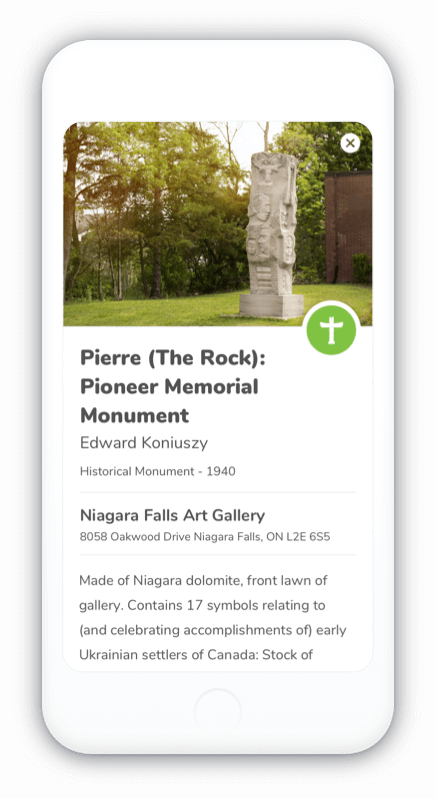 Pierre (The Rock):
Pioneer Memorial
Monument
Edward Koniuszy
Historical Monument - 1940
Niagara Falls Art Gallery
8058 Oakwood Drive Niagara Falls, ON L2E 6S5
Made of Niagara dolomite, front lawn of
gallery. Contains 17 symbols relating to
(and celebrating accomplishments of) early
Ukrainian settlers of Canada: Stock of